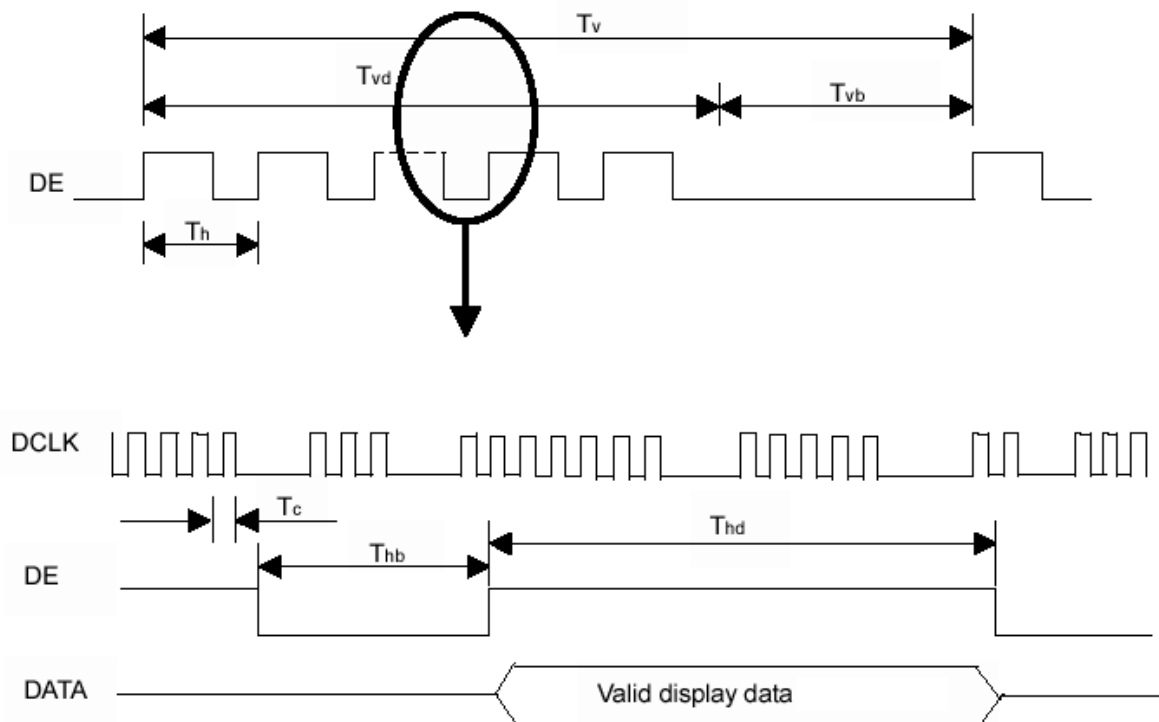 Tv
Tvd
Tvb
DE
Th
DCLK
Tc
Thd
Thb
DE
DATA
Valid display data